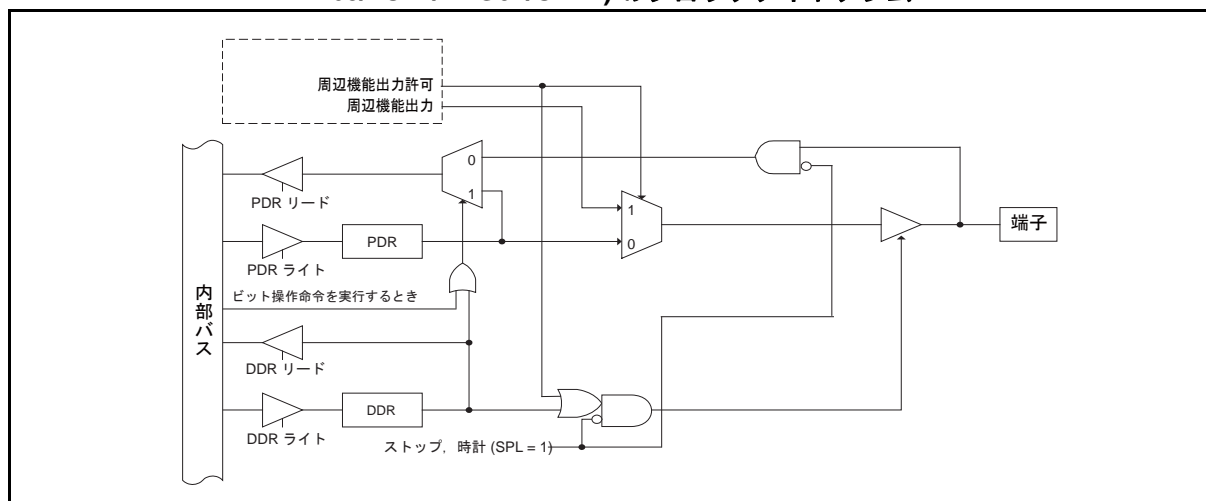 周辺機能出力許可
周辺機能出力
0
1
PDR リード
1
0
端子
PDR
PDR ライト
ビット操作命令を実行するとき
内部バス
DDR リード
DDR
DDR ライト
ストップ，時計 (SPL = 1)